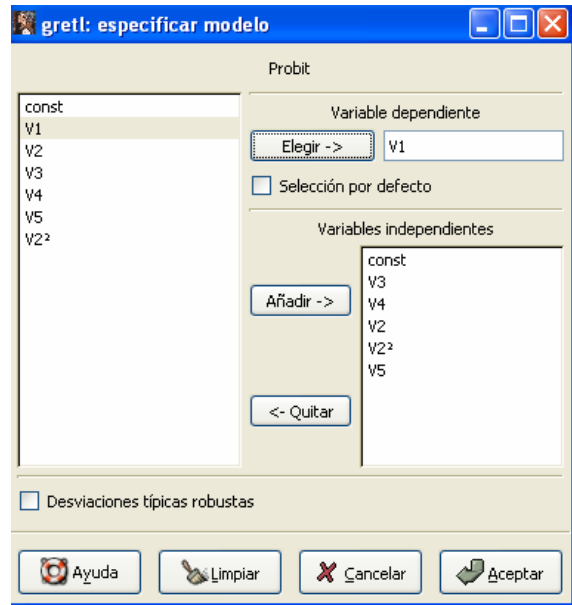 gretl: especificar modelo
Probit
const
V1
V2
V3
V4
V5
V2²
Variable dependiente
Elegir ->
V1
Selección por defecto
Variables independientes
Añadir ->
<- Quitar
const
V3
V4
V2
V2²
V5
Desviaciones típicas robustas
Ayuda
Limpiar
Cancelar
Aceptar